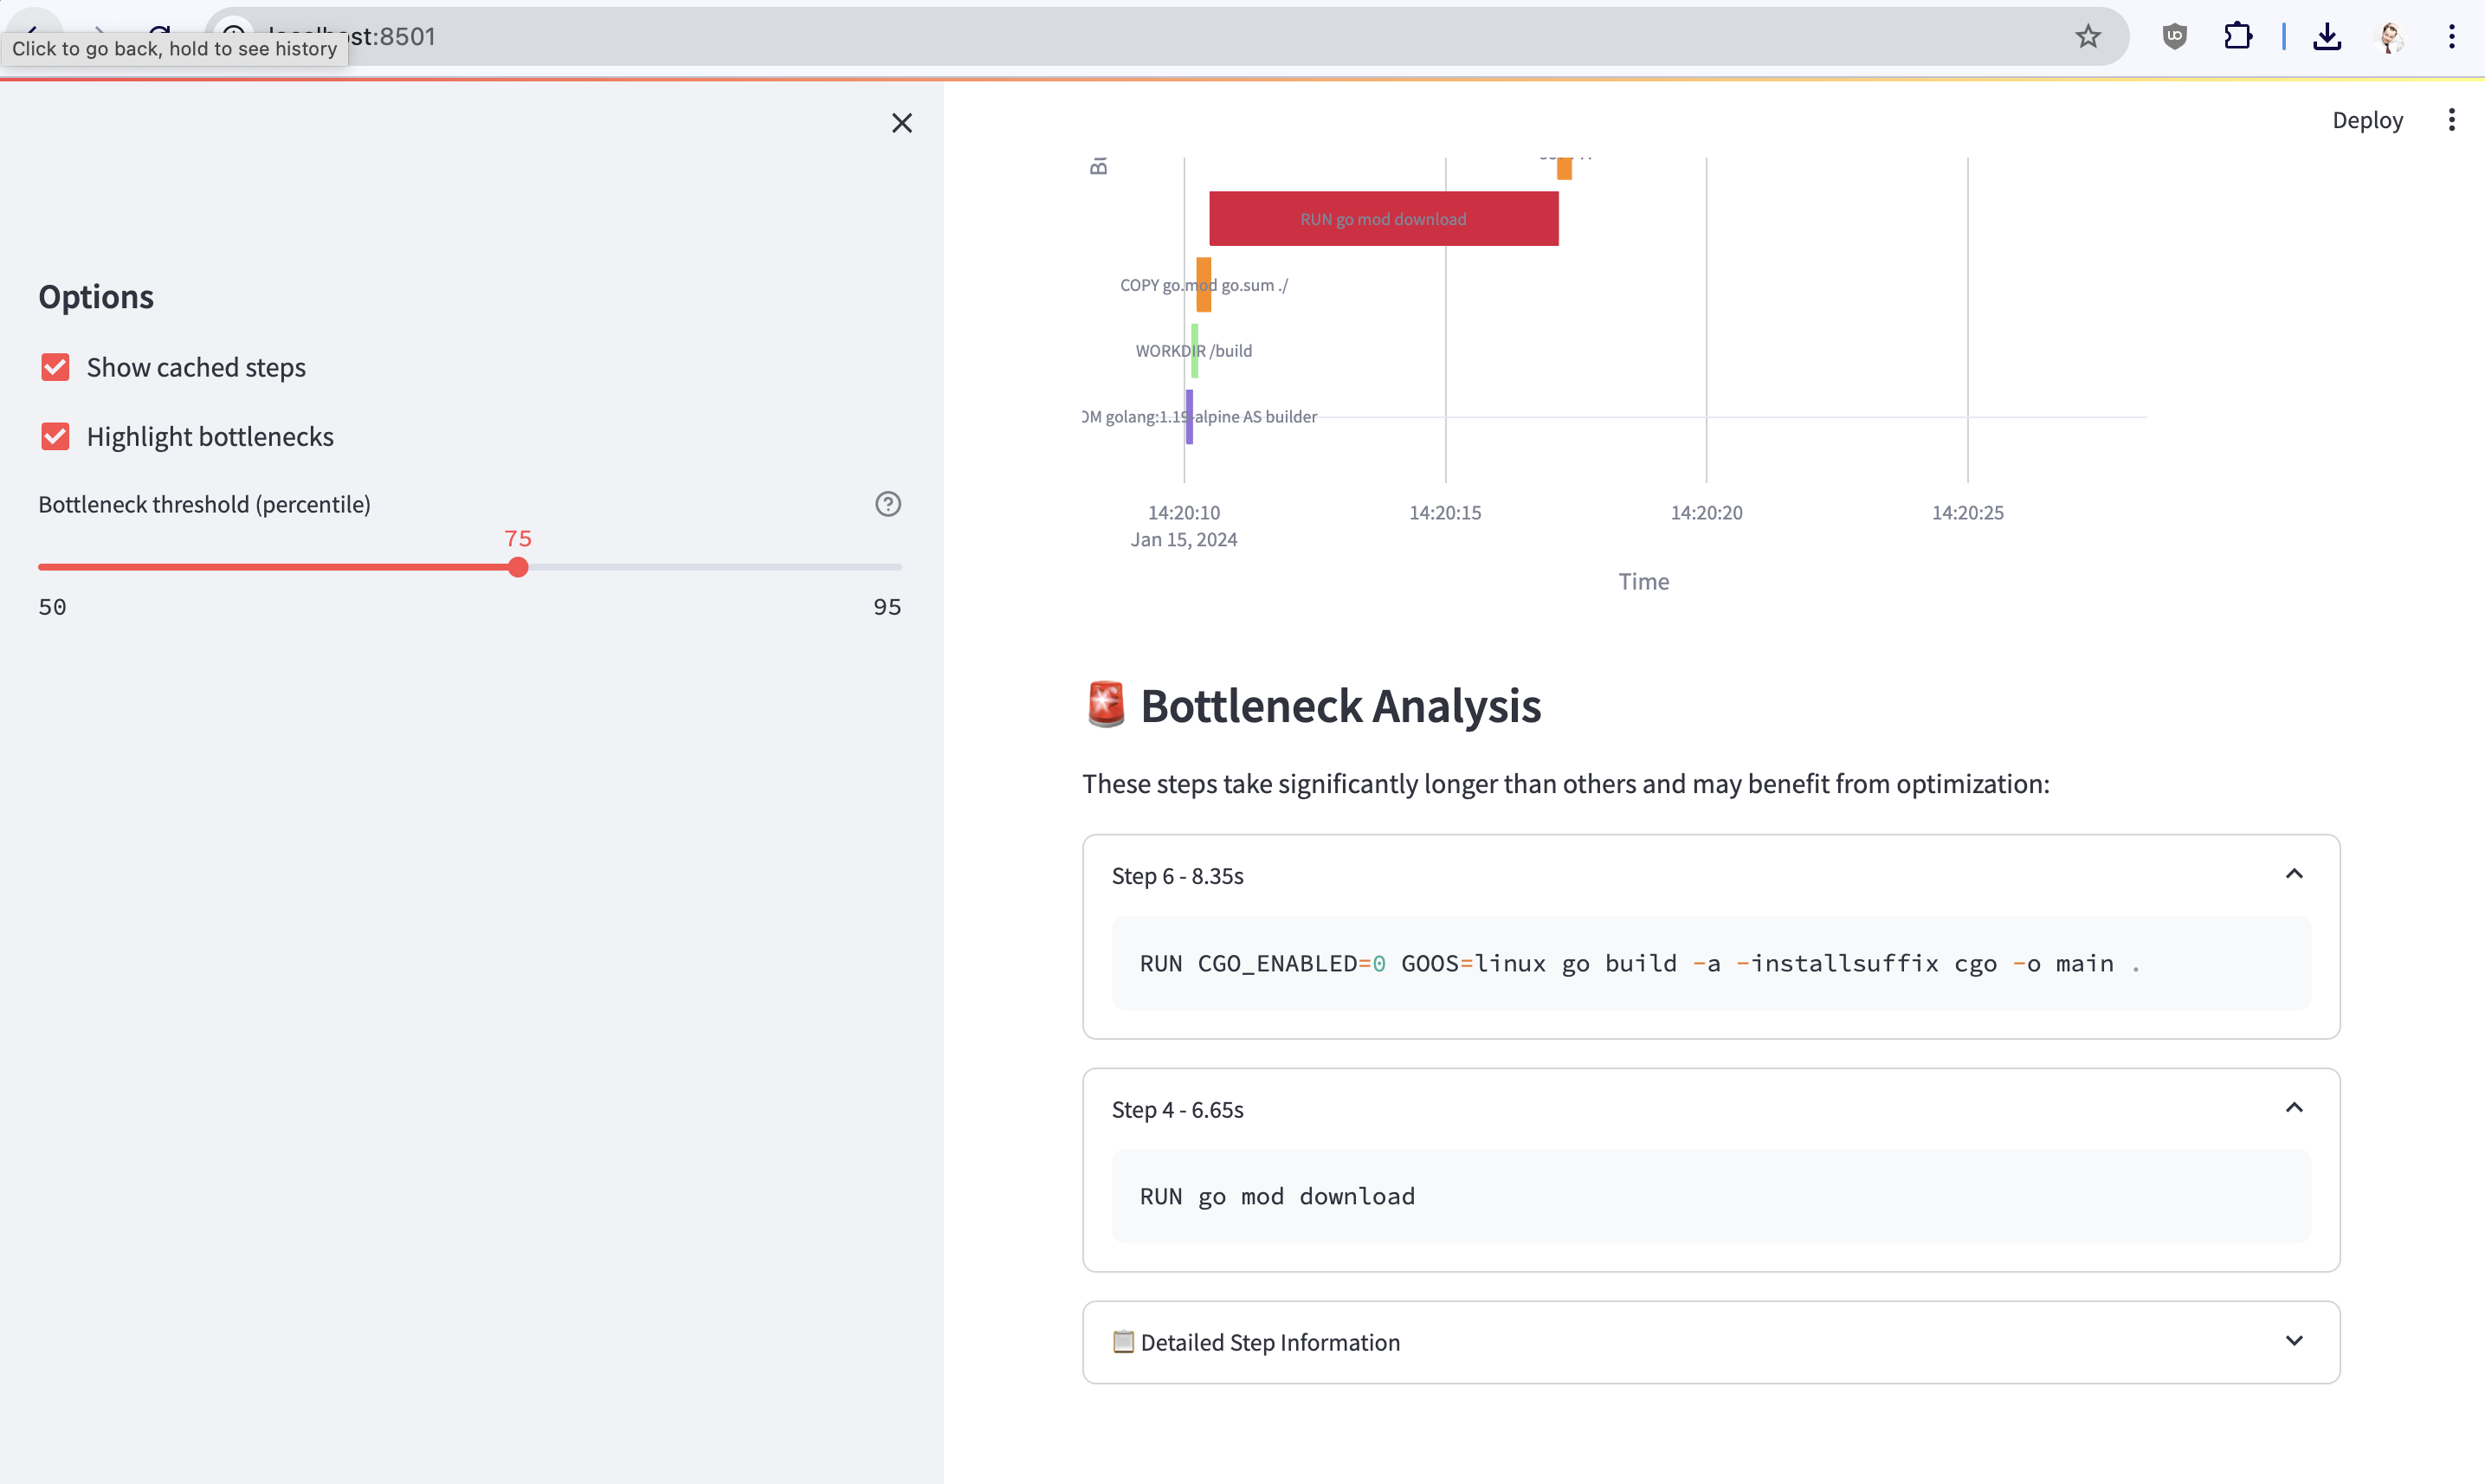 Click to go back, hold to see history
st:8501
Deploy
Options
Show cached steps
Highlight bottlenecks
Bottleneck threshold (percentile)
75
50
95
RUN go mod download
COPY go.mod go.sum ./
WORKDIR /build
OM golang:1.19-alpine AS builder
14:20:10
14:20:15
14:20:20
14:20:25
Jan 15, 2024
Time
Bottleneck Analysis
These steps take significantly longer than others and may benefit from optimization:
Step 6 - 8.35s
RUN CGO_ENABLED=0 GOOS=linux go build -a -installsuffix cgo -o main .
Step 4 - 6.65s
RUN go mod download
Detailed Step Information